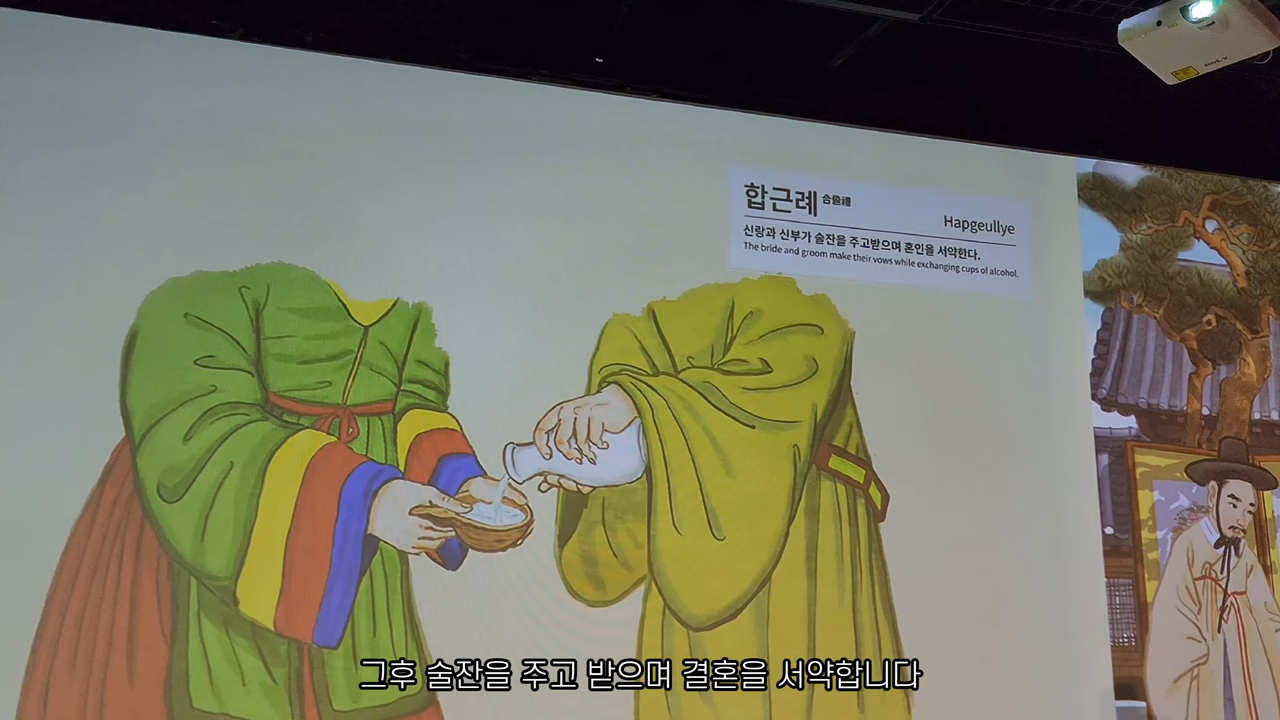 합근례 合巹禮
Hapgeullye
신랑과 신부가 술잔을 주고받으며 혼인을 서약한다.
The bride and groom make their vows while exchanging cups of alcohol.
그후 술잔을 주고 받으며 결혼을 서약합니다